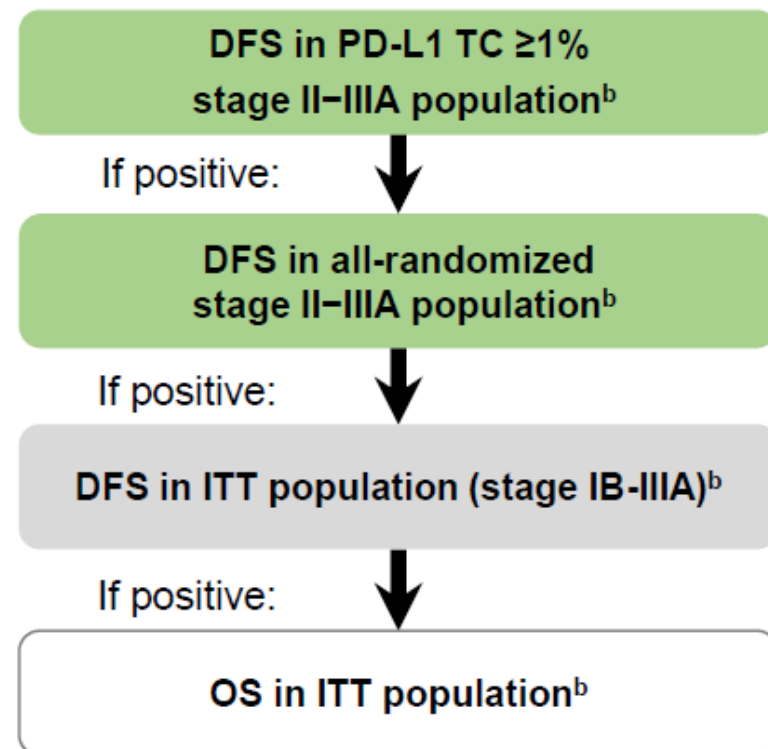 DFS in PD-L1 TC ≥1%
stage II–IIIA populationᵇ
If positive:
DFS in all-randomized
stage II–IIIA populationᵇ
If positive:
DFS in ITT population (stage IB-IIIA)ᵇ
If positive:
OS in ITT populationᵇ